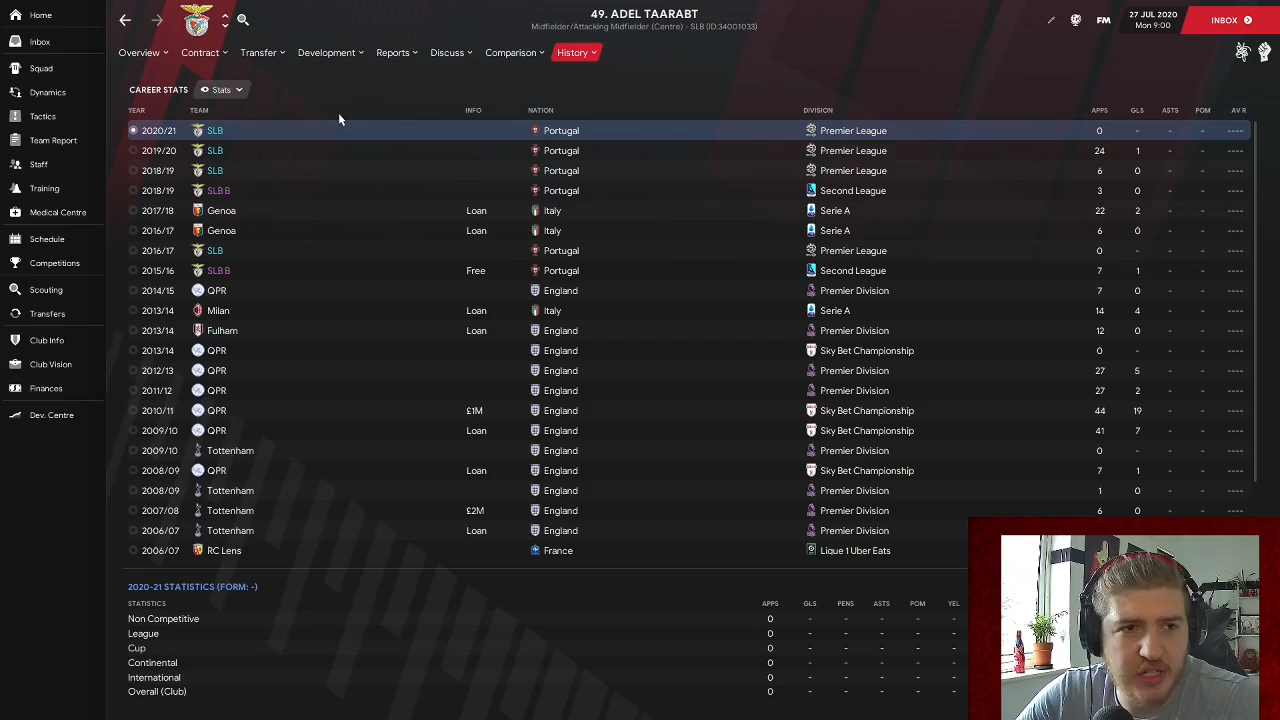 Home
49. ADEL TAARABT
Midfielder/Attacking Midfielder (Centre) - SLB (ID:34001033)
FM
27 JUL 2020
Mon 9:00
INBOX
Inbox
Squad
Dynamics
Tactics
Team Report
Staff
Training
Medical Centre
Schedule
Competitions
Scouting
Transfers
Club Info
Club Vision
Finances
Dev. Centre
Overview Contract Transfer Development Reports Discuss Comparison History
CAREER STATS Stats
YEAR TEAM INFO NATION DIVISION APPS GLS ASTS POM AV R
2020/21 SLB Portugal Premier League 0 - - - ----
2019/20 SLB Portugal Premier League 24 1 - - ----
2018/19 SLB Portugal Premier League 6 0 - - ----
2018/19 SLB B Portugal Second League 3 0 - - ----
2017/18 Genoa Loan Italy Serie A 22 2 - - ----
2016/17 Genoa Loan Italy Serie A 6 0 - - ----
2016/17 SLB Portugal Premier League 0 - - - ----
2015/16 SLB B Free Portugal Second League 7 1 - - ----
2014/15 QPR England Premier Division 7 0 - - ----
2013/14 Milan Loan Italy Serie A 14 4 - - ----
2013/14 Fulham Loan England Premier Division 12 0 - - ----
2013/14 QPR England Sky Bet Championship 0 - - - ----
2012/13 QPR England Premier Division 27 5 - - ----
2011/12 QPR England Premier Division 27 2 - - ----
2010/11 QPR £1M England Sky Bet Championship 44 19 - - ----
2009/10 QPR Loan England Sky Bet Championship 41 7 - - ----
2009/10 Tottenham England Premier Division 0 - - - ----
2008/09 QPR Loan England Sky Bet Championship 7 1 - - ----
2008/09 Tottenham England Premier Division 1 0 - - ----
2007/08 Tottenham £2M England Premier Division 6 0 - - ----
2006/07 Tottenham Loan England Premier Division
2006/07 RC Lens France Ligue 1 Uber Eats
2020-21 STATISTICS (FORM: -)
STATISTICS APPS GLS PENS ASTS POM YEL
Non Competitive 0 - - - - -
League 0 - - - - -
Cup 0 - - - - -
Continental 0 - - - - -
International 0 - - - - -
Overall (Club) 0 - - - - -